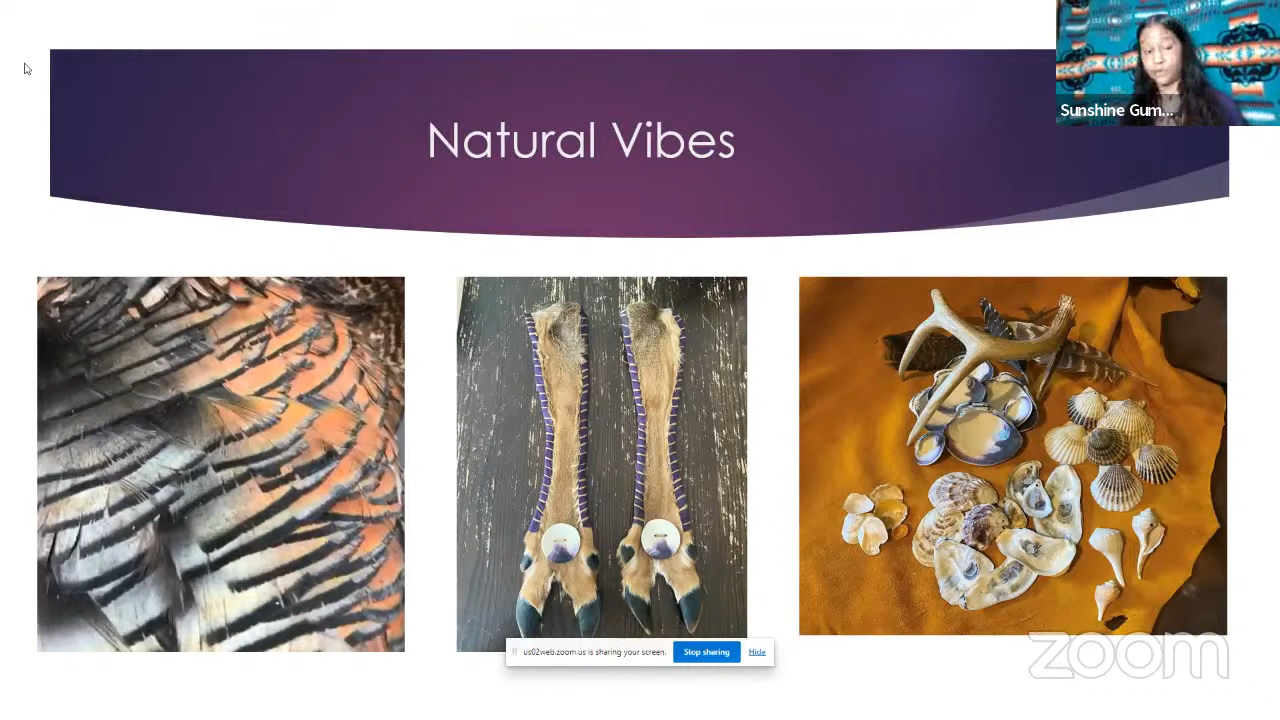 Natural Vibes
Sunshine Gum...
us02web.zoom.us is sharing your screen.
Stop sharing
Hide
zoom